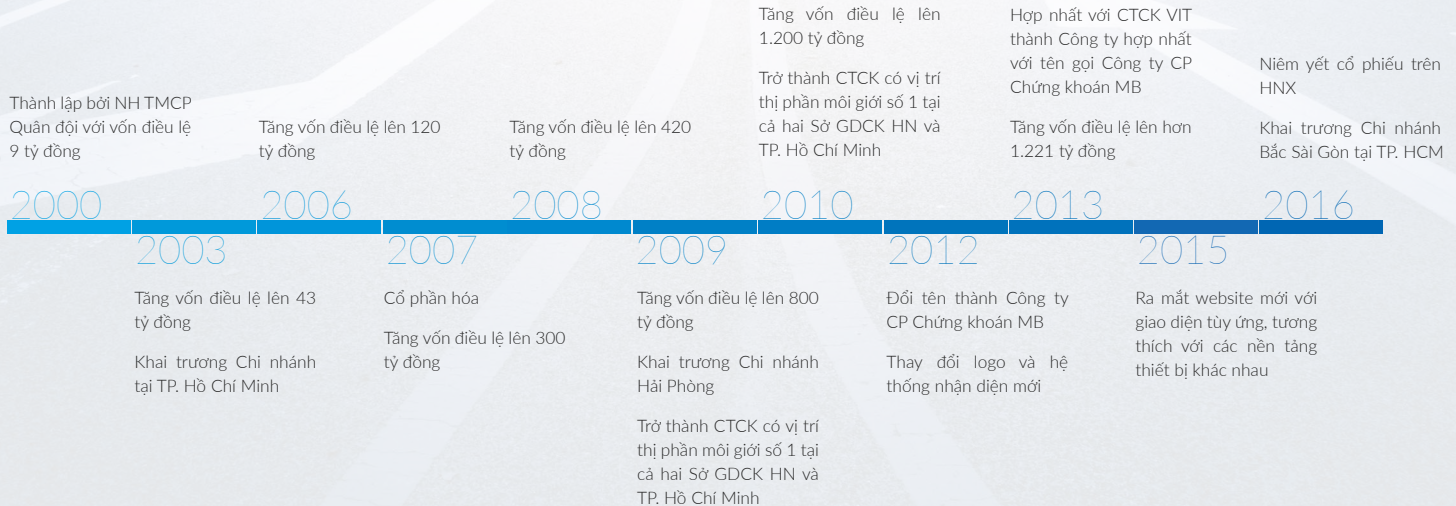 Thành lập bởi NH TMCP
Quân đội với vốn điều lệ
9 tỷ đồng
2000
2003
Tăng vốn điều lệ lên 43
tỷ đồng
Khai trương Chi nhánh
tại TP. Hồ Chí Minh
Tăng vốn điều lệ lên 120
tỷ đồng
2006
2007
Cổ phần hóa
Tăng vốn điều lệ lên 300
tỷ đồng
Tăng vốn điều lệ lên 420
tỷ đồng
2008
2009
Tăng vốn điều lệ lên 800
tỷ đồng
Khai trương Chi nhánh
Hải Phòng
Trở thành CTCK có vị trí
thị phần môi giới số 1 tại
cả hai Sở GDCK HN và
TP. Hồ Chí Minh
Tăng vốn điều lệ lên
1.200 tỷ đồng
Trở thành CTCK có vị trí
thị phần môi giới số 1 tại
cả hai Sở GDCK HN và
TP. Hồ Chí Minh
2010
2012
Đổi tên thành Công ty
CP Chứng khoán MB
Thay đổi logo và hệ
thống nhận diện mới
Hợp nhất với CTCK VIT
thành Công ty hợp nhất
với tên gọi Công ty CP
Chứng khoán MB
Tăng vốn điều lệ lên hơn
1.221 tỷ đồng
2013
2015
Ra mắt website mới với
giao diện tùy ứng, tương
thích với các nền tảng
thiết bị khác nhau
Niêm yết cổ phiếu trên
HNX
Khai trương Chi nhánh
Bắc Sài Gòn tại TP. HCM
2016